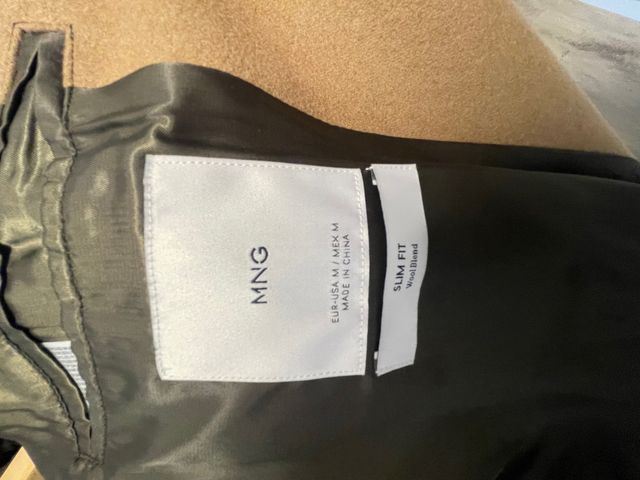 MNG
EUR-USA M / MEX M
MADE IN CHINA
SLIM FIT
Wool Blend